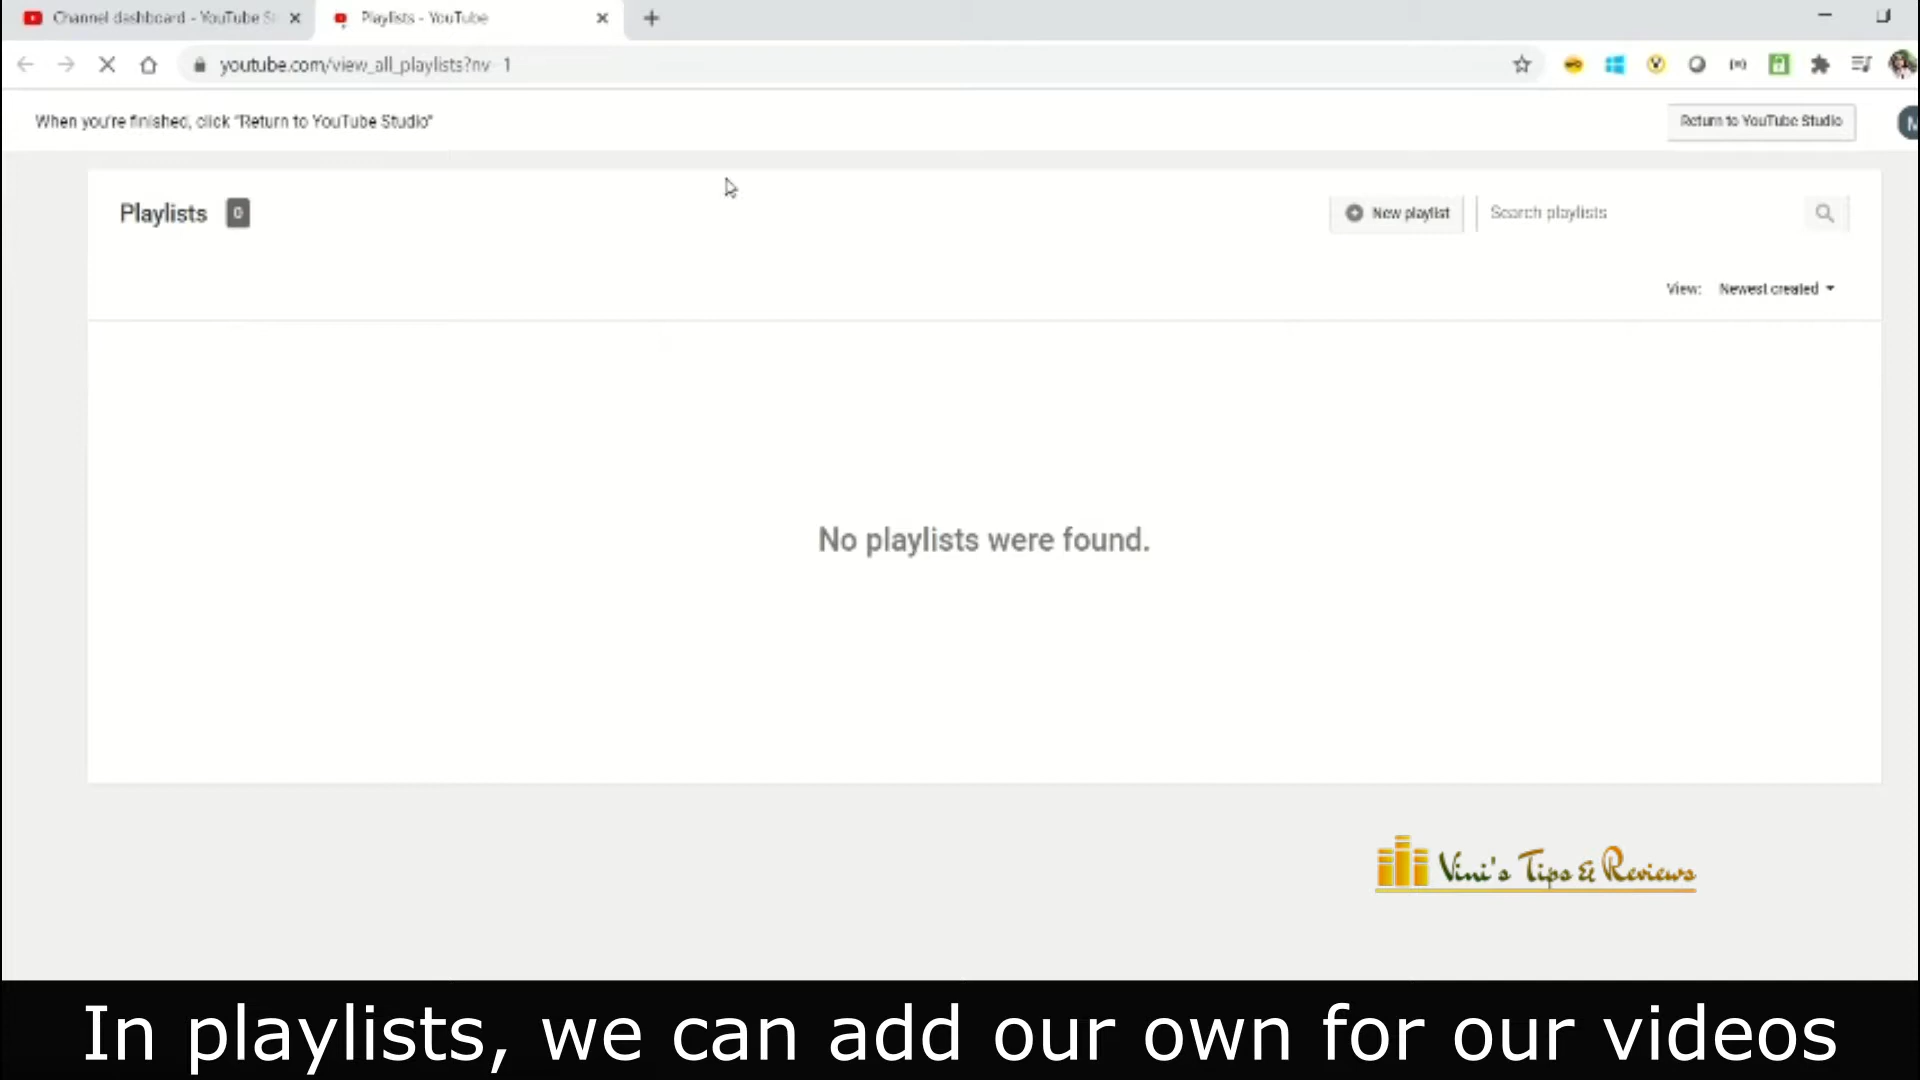 Channel dashboard - YouTube St
Playlists - YouTube
youtube.com/view_all_playlists?nv=1
When you're finished, click "Return to YouTube Studio"
Return to YouTube Studio
Playlists 0
New playlist
Search playlists
View: Newest created
No playlists were found.
Vini's Tips & Reviews
In playlists, we can add our own for our videos